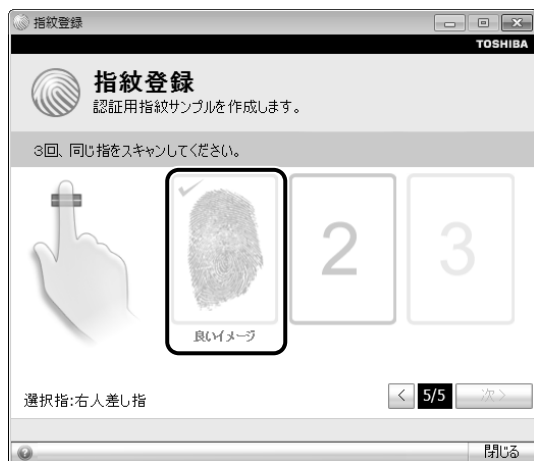 指紋登録
TOSHIBA
指紋登録
認証用指紋サンプルを作成します。
3回、同じ指をスキャンしてください。
2
3
良いイメージ
選択指:右人差し指
< 5/5 次>
? 閉じる